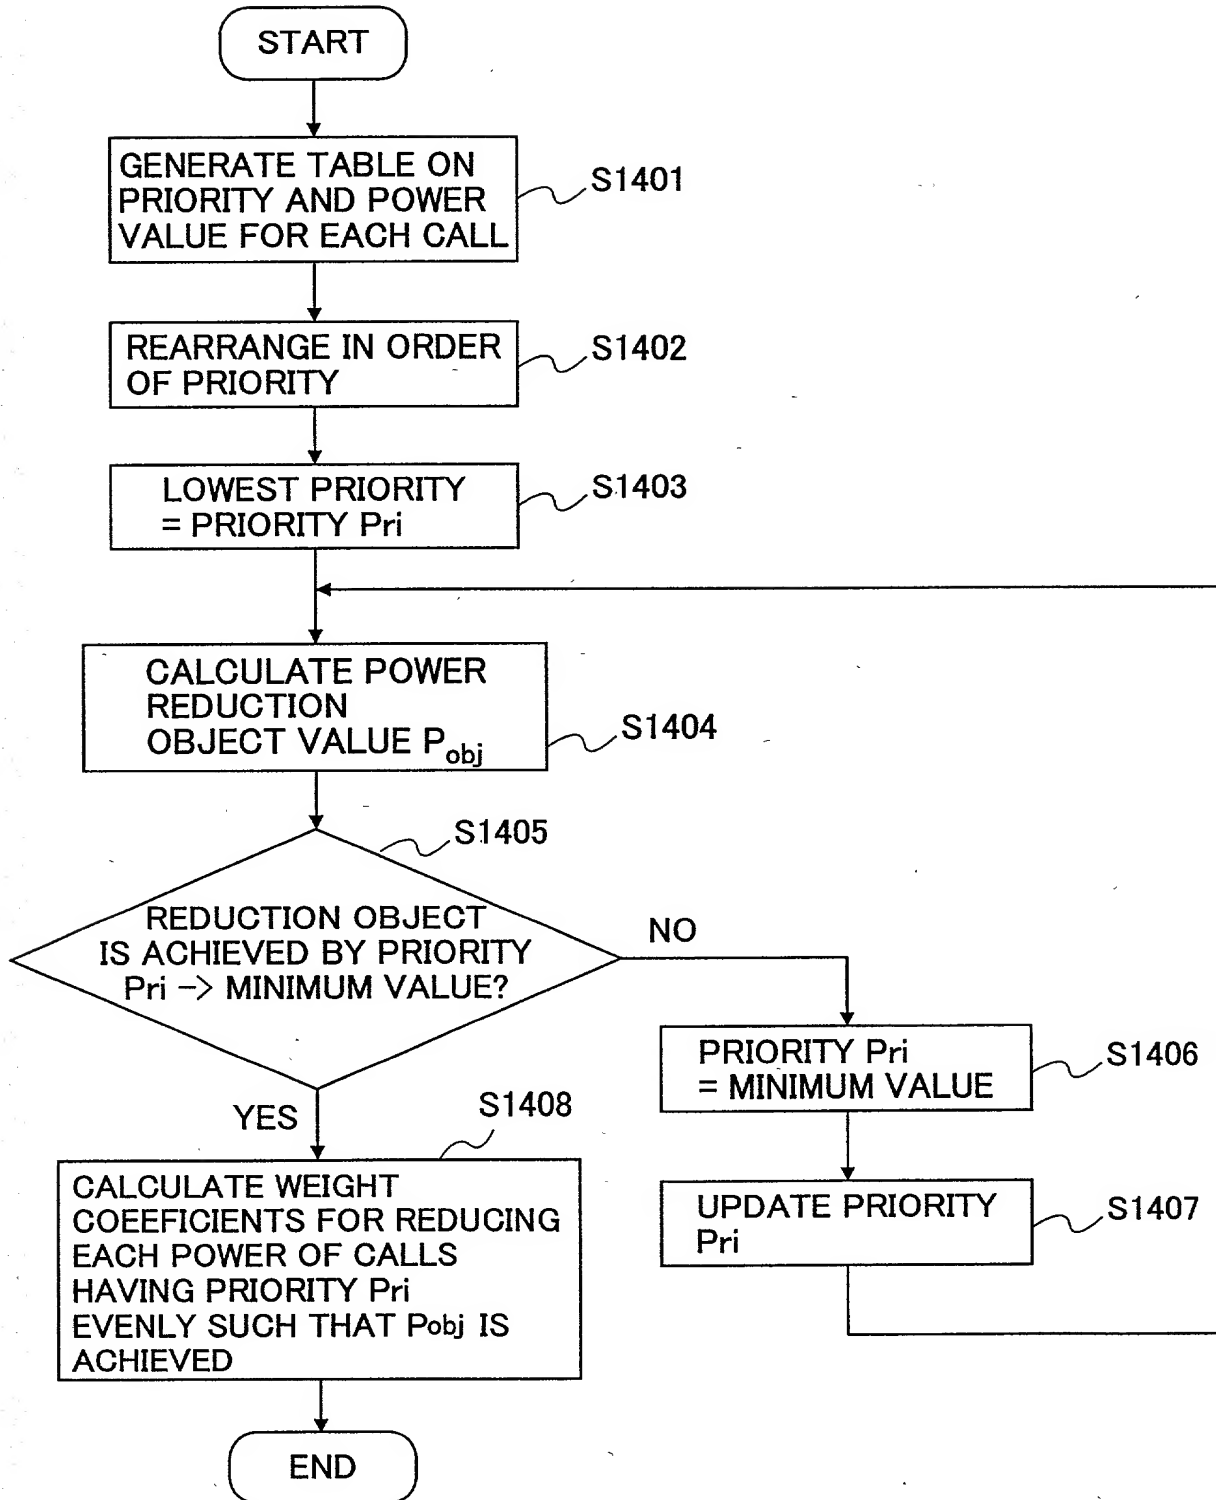 START
GENERATE TABLE ON
PRIORITY AND POWER
VALUE FOR EACH CALL
S1401
REARRANGE IN ORDER
OF PRIORITY
S1402
LOWEST PRIORITY
= PRIORITY Pri
S1403
CALCULATE POWER
REDUCTION
OBJECT VALUE Pobj
S1404
S1405
REDUCTION OBJECT
IS ACHIEVED BY PRIORITY
Pri -> MINIMUM VALUE?
NO
PRIORITY Pri
= MINIMUM VALUE
S1406
UPDATE PRIORITY
Pri
S1407
YES
S1408
CALCULATE WEIGHT
COEEFICIENTS FOR REDUCING
EACH POWER OF CALLS
HAVING PRIORITY Pri
EVENLY SUCH THAT Pobj IS
ACHIEVED
END